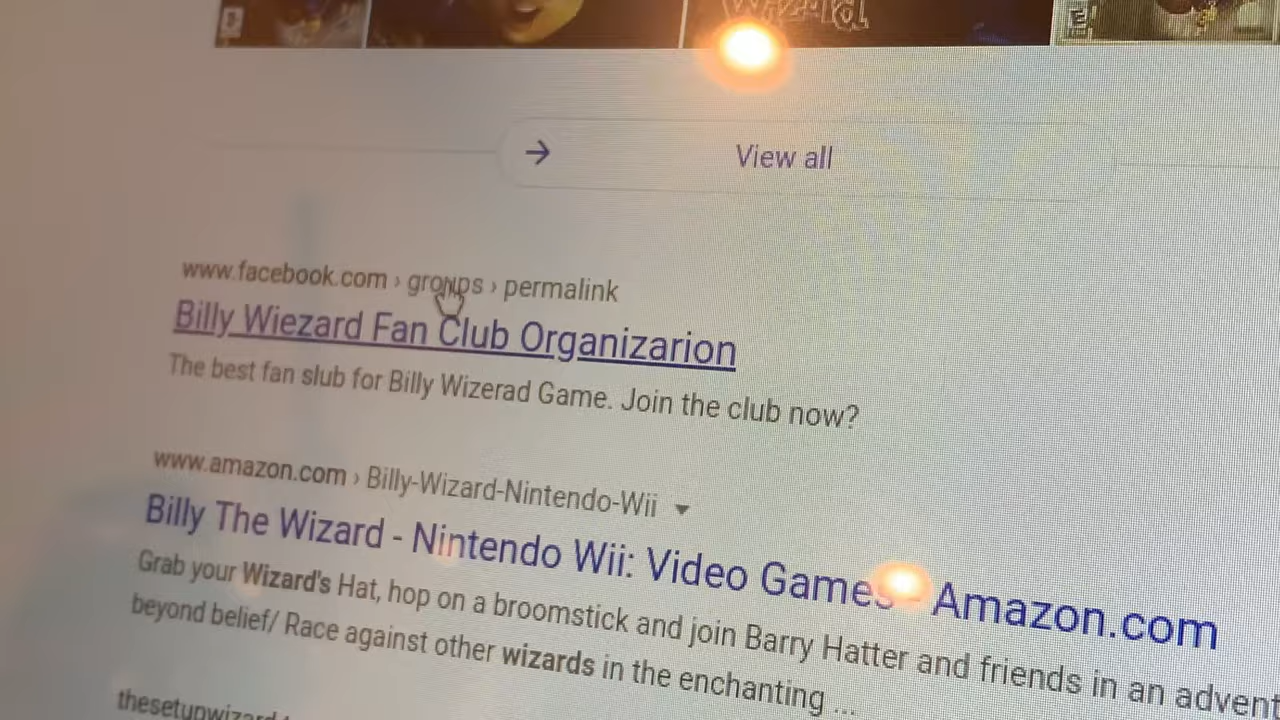 View all
www.facebook.com › groups › permalink
Billy Wiezard Fan Club Organizarion
The best fan slub for Billy Wizerad Game. Join the club now?
www.amazon.com › Billy-Wizard-Nintendo-Wii
Billy The Wizard - Nintendo Wii: Video Games - Amazon.com
Grab your Wizard's Hat, hop on a broomstick and join Barry Hatter and friends in an advent
beyond belief/ Race against other wizards in the enchanting ...
thesetupwizard.t